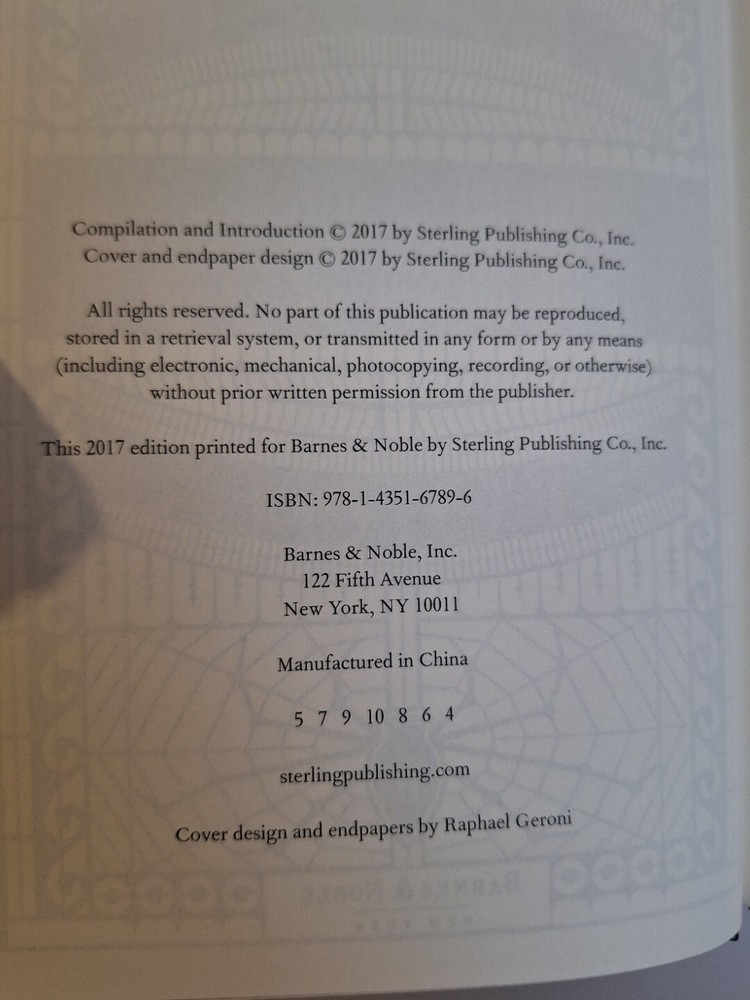 Compilation and Introduction © 2017 by Sterling Publishing Co., Inc.
Cover and endpaper design © 2017 by Sterling Publishing Co., Inc.
All rights reserved. No part of this publication may be reproduced,
stored in a retrieval system, or transmitted in any form or by any means
(including electronic, mechanical, photocopying, recording, or otherwise)
without prior written permission from the publisher.
This 2017 edition printed for Barnes & Noble by Sterling Publishing Co., Inc.
ISBN: 978-1-4351-6789-6
Barnes & Noble, Inc.
122 Fifth Avenue
New York, NY 10011
Manufactured in China
5 7 9 10 8 6 4
sterlingpublishing.com
Cover design and endpapers by Raphael Geroni
BARNES & NOBLE
NEW YORK